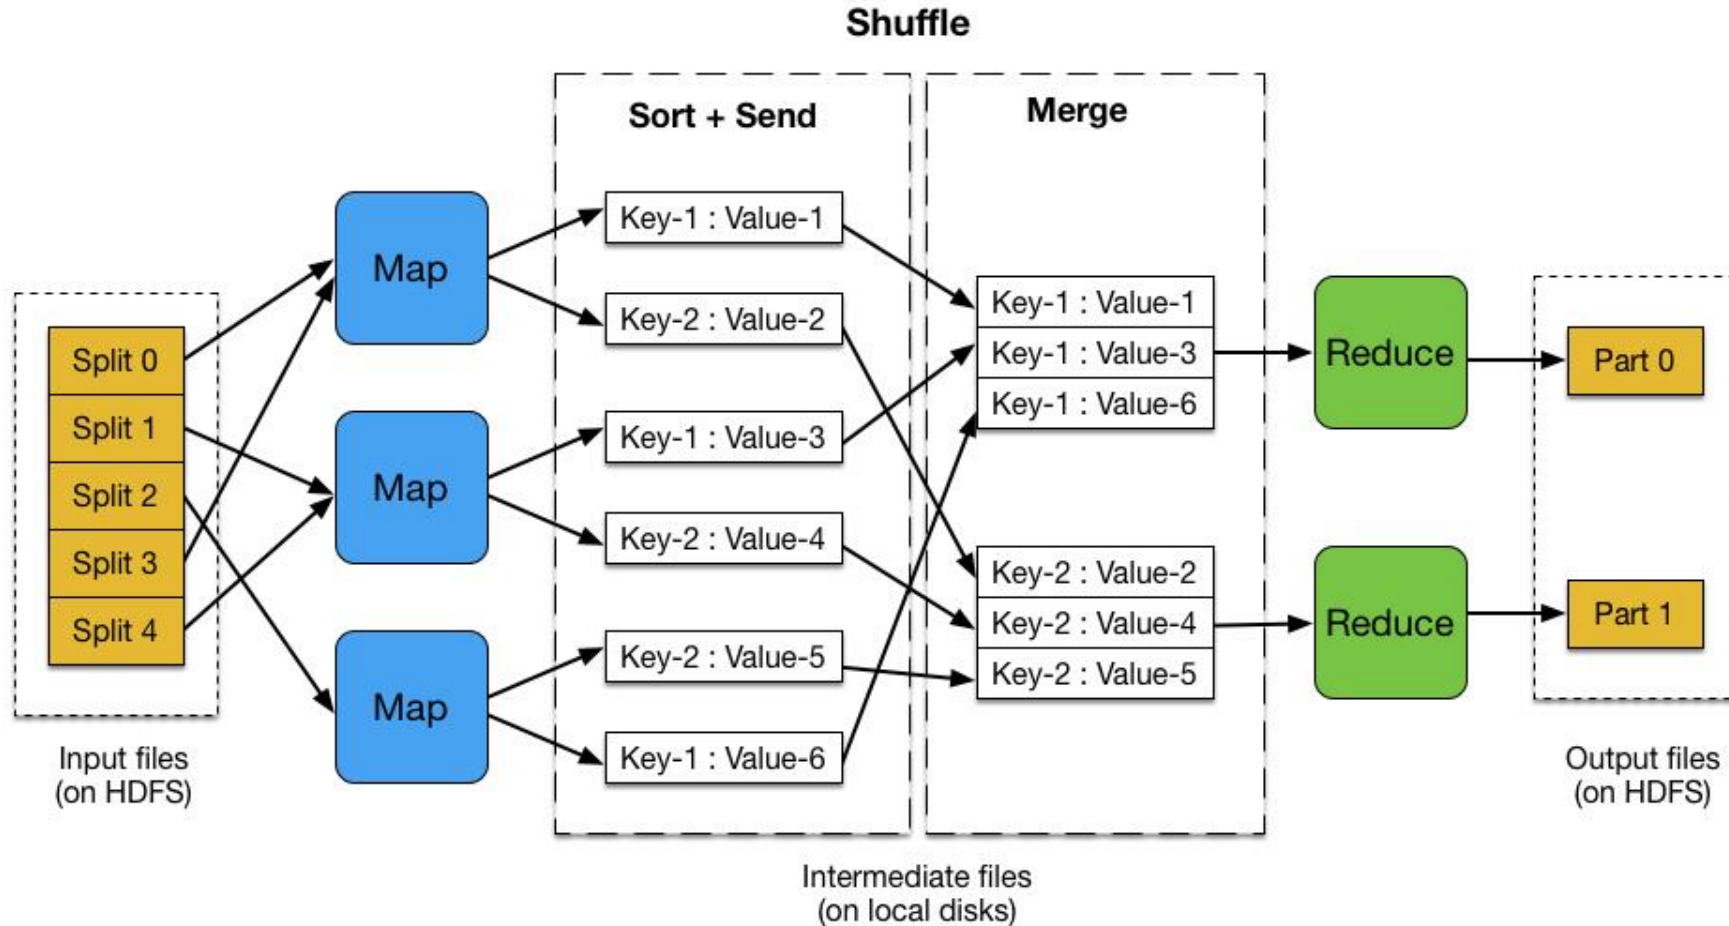 Shuffle
Sort + Send
Merge
Split 0
Split 1
Split 2
Split 3
Split 4
Input files
(on HDFS)
Map
Map
Map
Key-1 : Value-1
Key-2 : Value-2
Key-1 : Value-3
Key-2 : Value-4
Key-2 : Value-5
Key-1 : Value-6
Key-1 : Value-1
Key-1 : Value-3
Key-1 : Value-6
Key-2 : Value-2
Key-2 : Value-4
Key-2 : Value-5
Intermediate files
(on local disks)
Reduce
Reduce
Part 0
Part 1
Output files
(on HDFS)